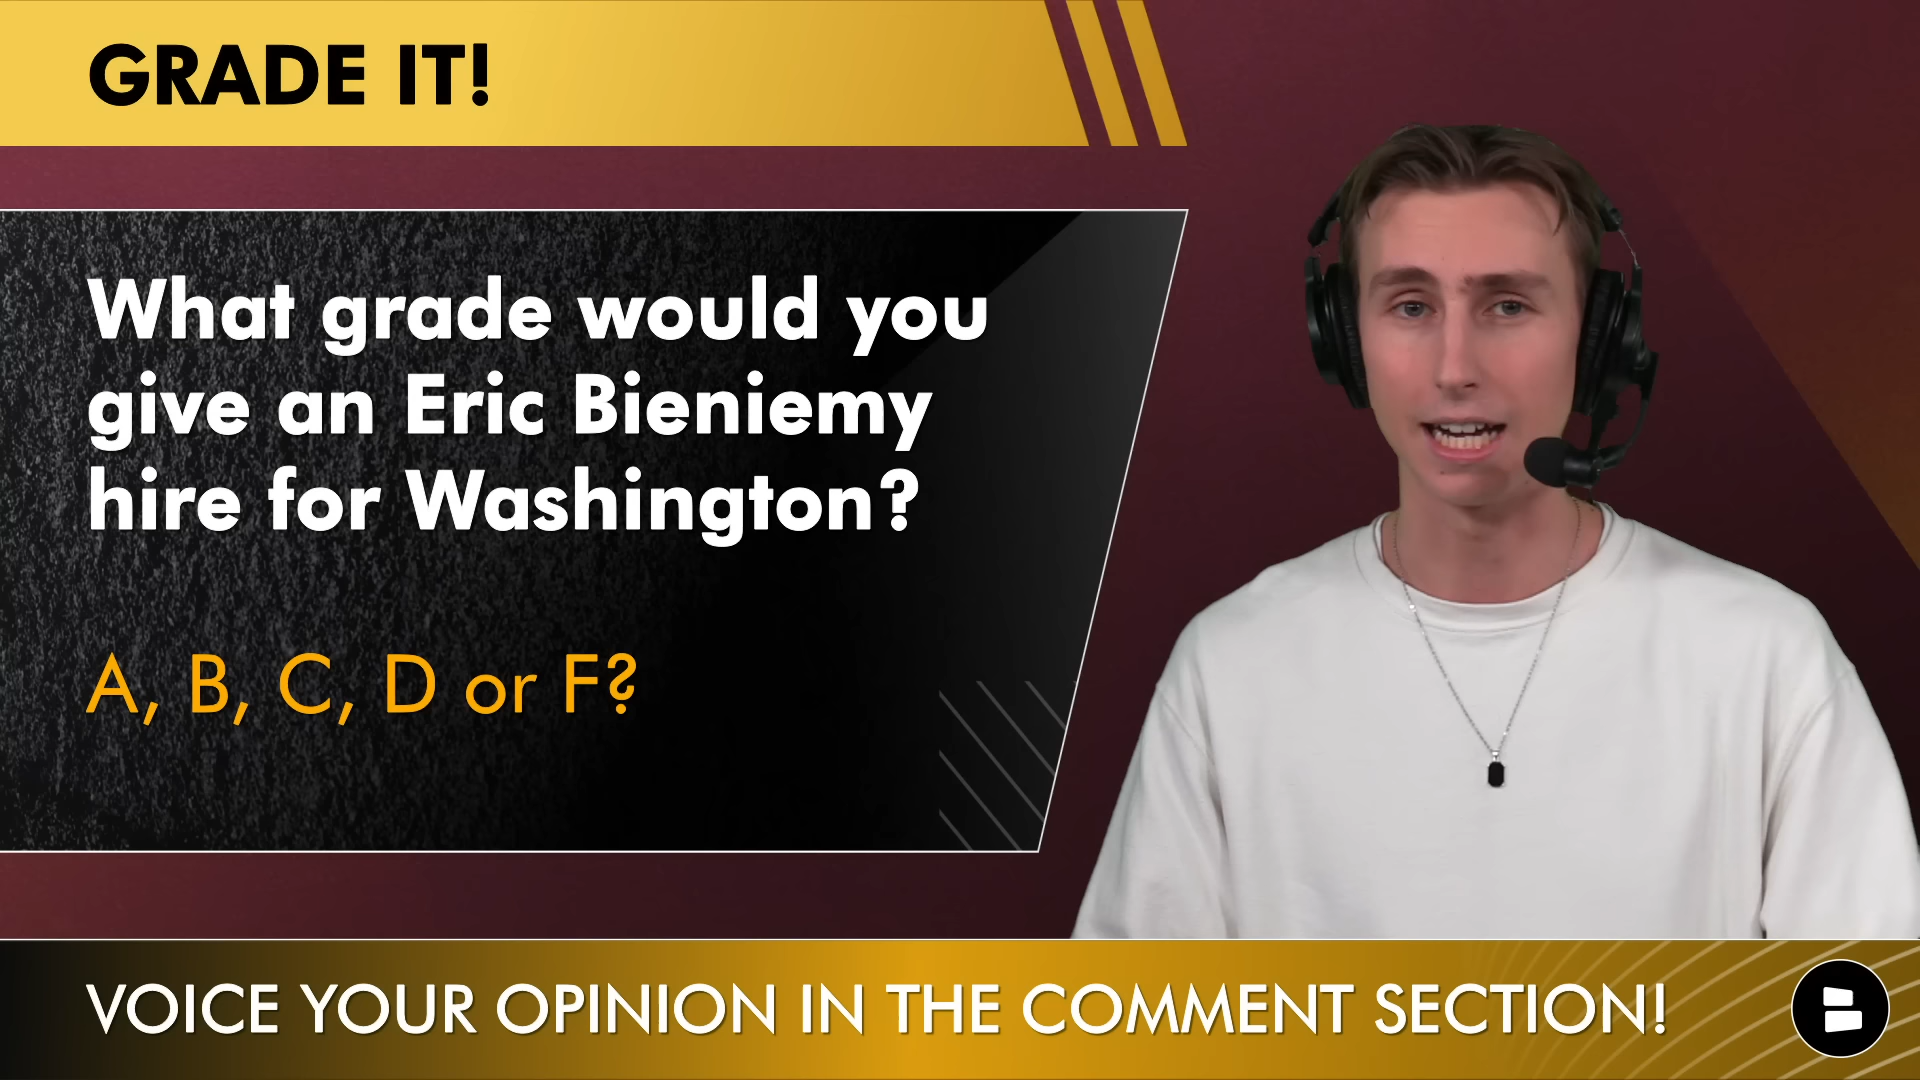 GRADE IT!
What grade would you
give an Eric Bieniemy
hire for Washington?
A, B, C, D or F?
VOICE YOUR OPINION IN THE COMMENT SECTION!